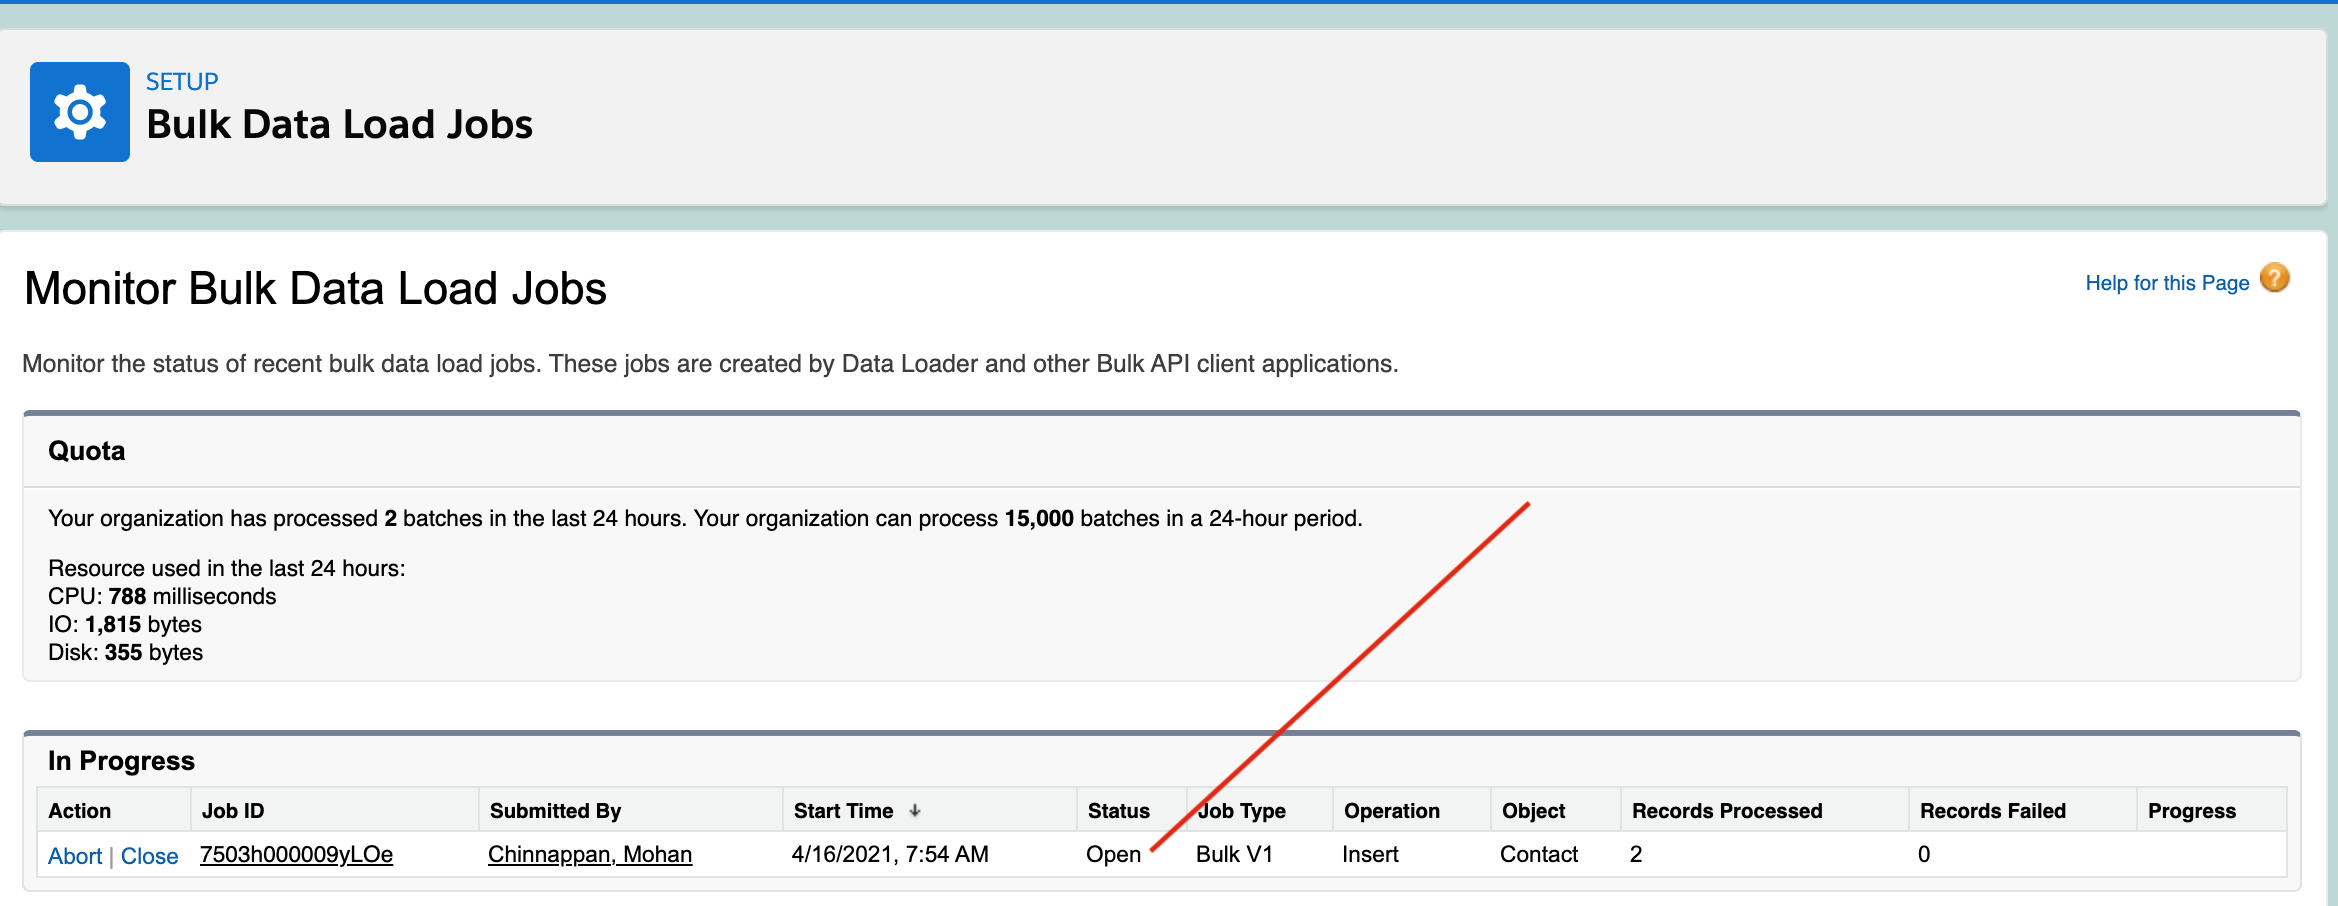 SETUP
Bulk Data Load Jobs
Monitor Bulk Data Load Jobs
Help for this Page ?
Monitor the status of recent bulk data load jobs. These jobs are created by Data Loader and other Bulk API client applications.
Quota
Your organization has processed 2 batches in the last 24 hours. Your organization can process 15,000 batches in a 24-hour period.
Resource used in the last 24 hours:
CPU: 788 milliseconds
IO: 1,815 bytes
Disk: 355 bytes
In Progress
Action Job ID Submitted By Start Time ↓ Status Job Type Operation Object Records Processed Records Failed Progress
Abort | Close 7503h000009yLOe Chinnappan, Mohan 4/16/2021, 7:54 AM Open Bulk V1 Insert Contact 2 0